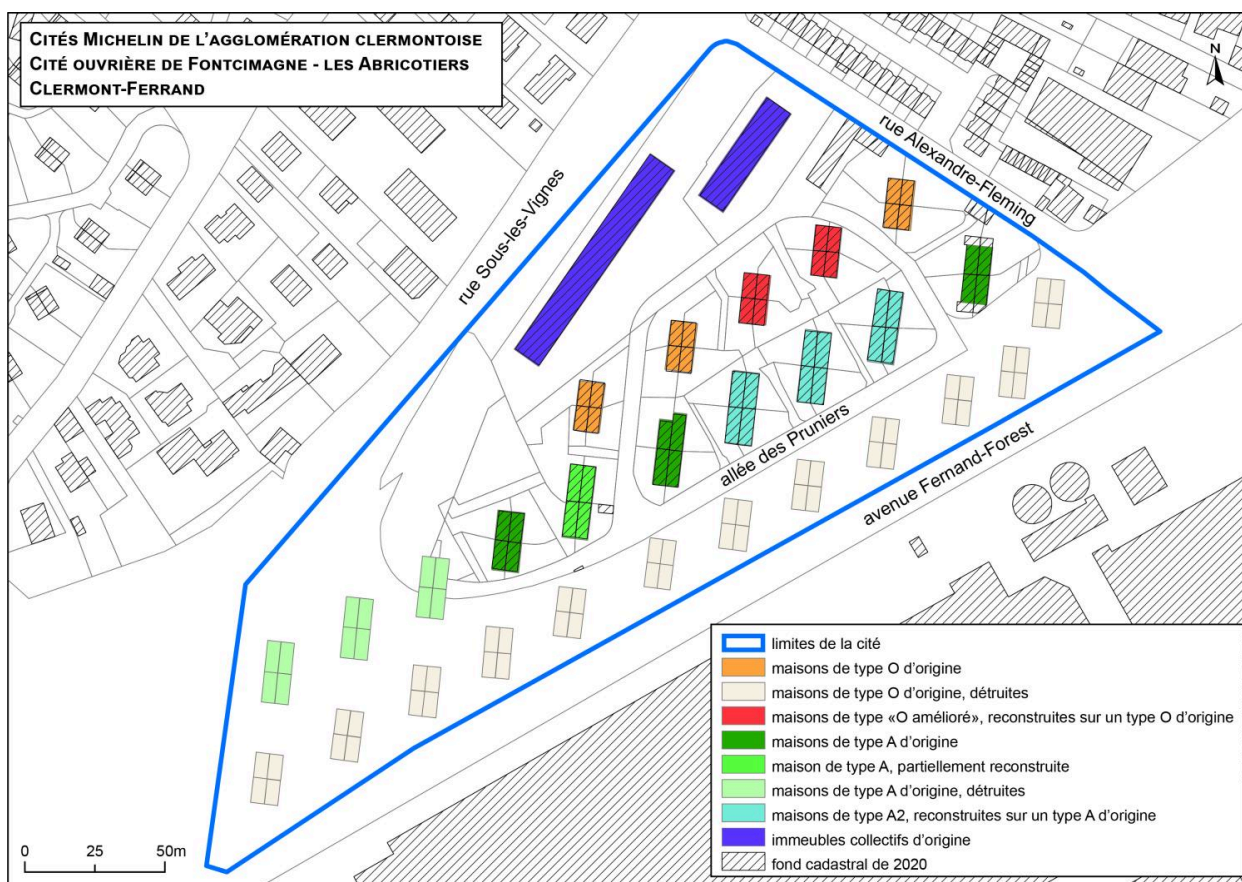 CITÉS MICHELIN DE L'AGGLOMÉRATION CLERMONTOISE
CITÉ OUVRIÈRE DE FONTCIMAGNE - LES ABRICOTIERS
CLERMONT-FERRAND
N
rue Alexandre-Fleming
rue Sous-les-Vignes
allée des Pruniers
avenue Fernand-Forest
limites de la cité
maisons de type O d'origine
maisons de type O d'origine, détruites
maisons de type «O amélioré», reconstruites sur un type O d'origine
maisons de type A d'origine
maison de type A, partiellement reconstruite
maisons de type A d'origine, détruites
maisons de type A2, reconstruites sur un type A d'origine
immeubles collectifs d'origine
fond cadastral de 2020
0 25 50m